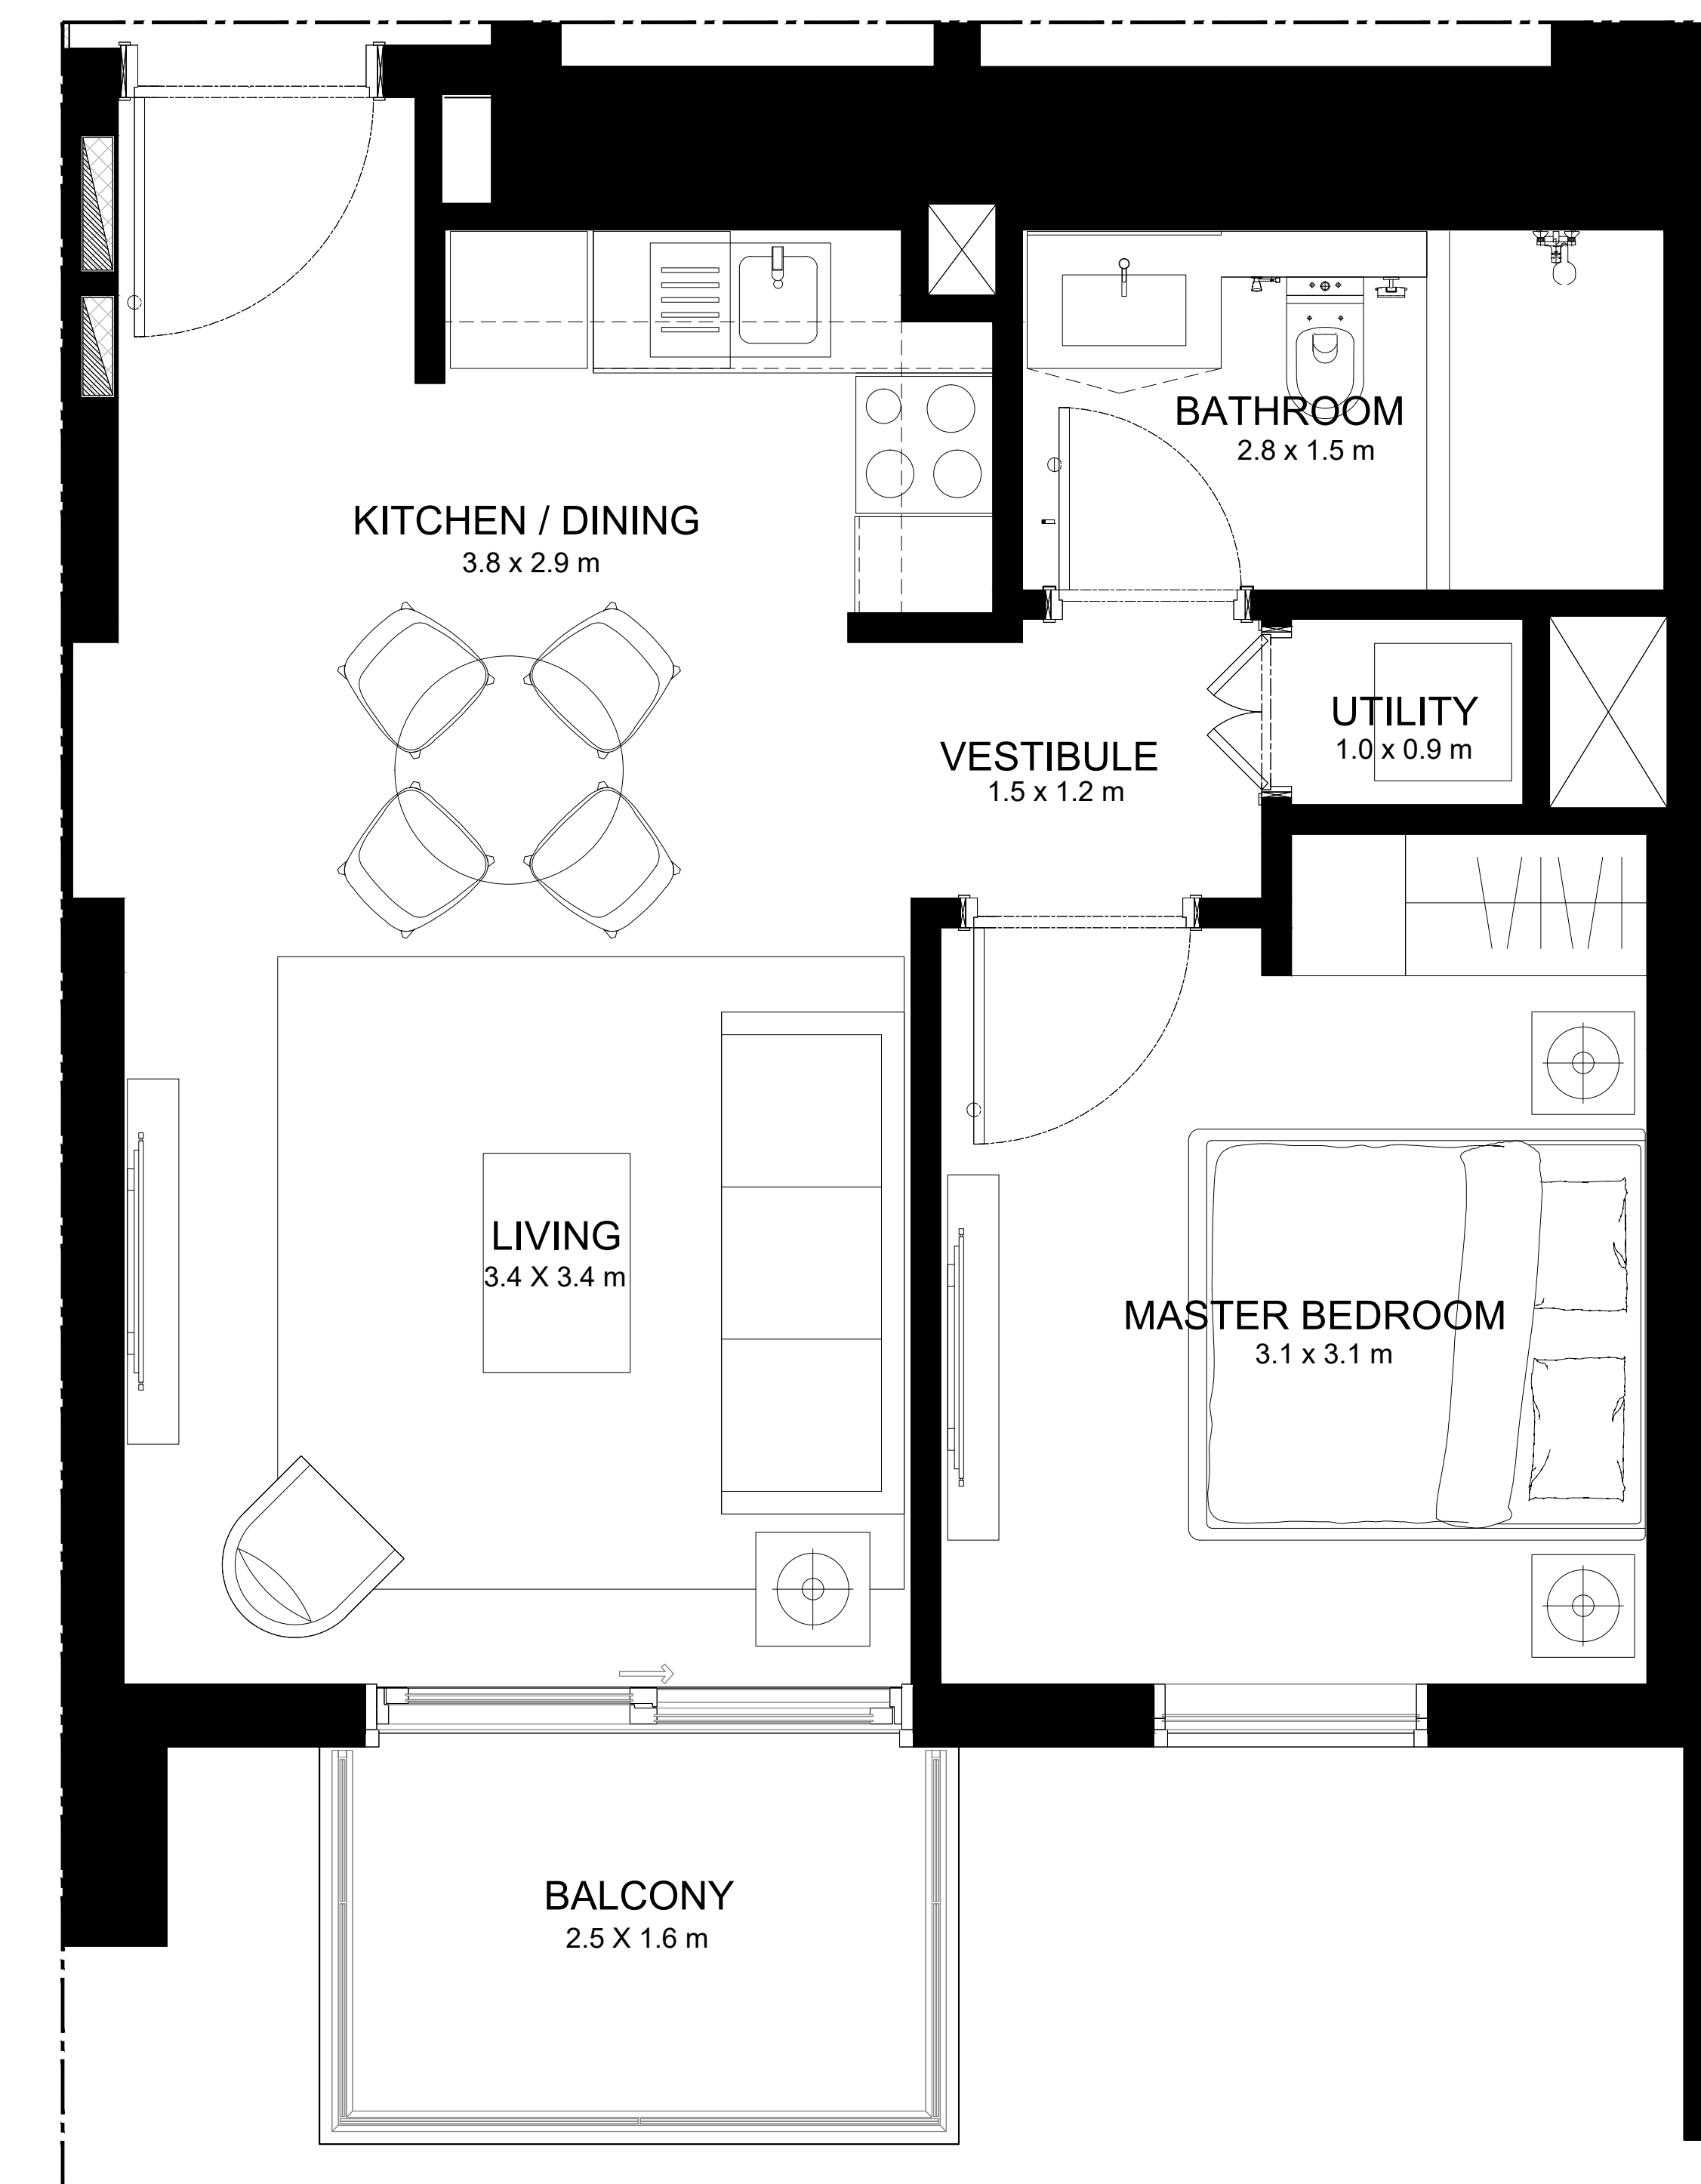 BATHROOM
2.8 x 1.5 m
KITCHEN / DINING
3.8 x 2.9 m
UTILITY
1.0 x 0.9 m
VESTIBULE
1.5 x 1.2 m
LIVING
3.4 X 3.4 m
MASTER BEDROOM
3.1 x 3.1 m
BALCONY
2.5 X 1.6 m